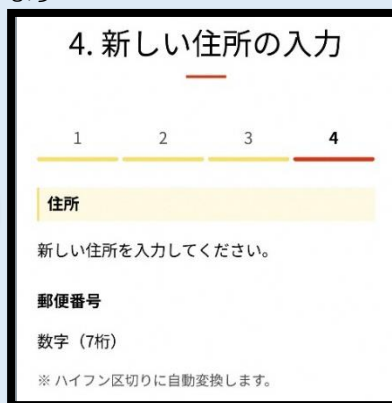 4. 新しい住所の入力
1 2 3 4
住所
新しい住所を入力してください。
郵便番号
数字（7桁）
※ ハイフン区切りに自動変換します。